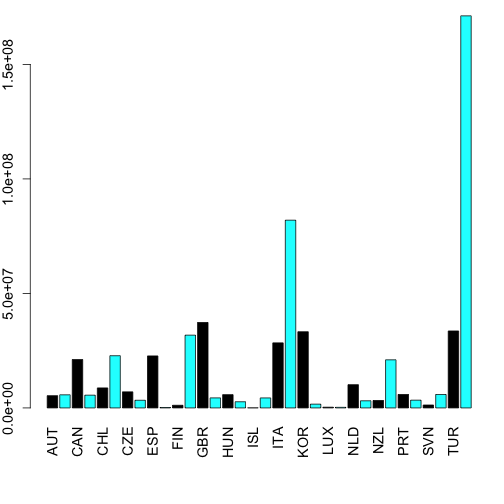 1.5e+08
1.0e+08
5.0e+07
0.0e+00
AUT
CAN
CHL
CZE
ESP
FIN
GBR
HUN
ISL
ITA
KOR
LUX
NLD
NZL
PRT
SVN
TUR